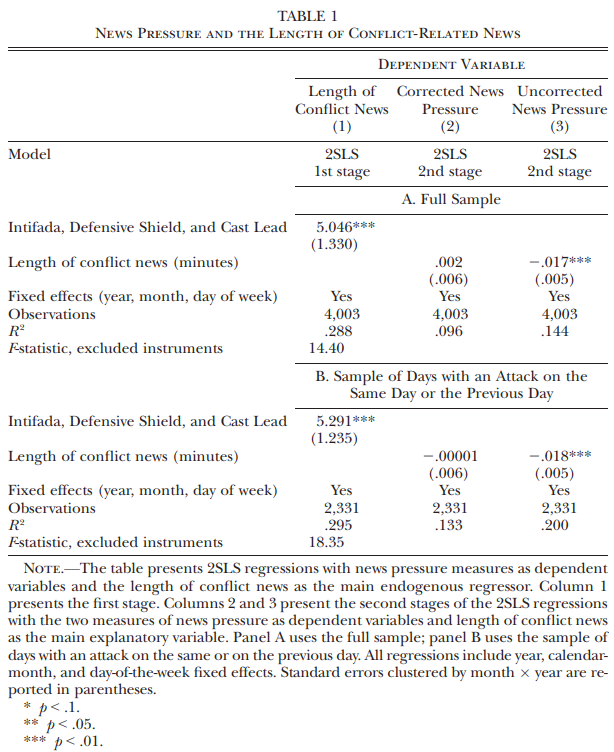 TABLE 1
News Pressure and the Length of Conflict-Related News
Dependent Variable
Length of Conflict News (1) Corrected News Pressure (2) Uncorrected News Pressure (3)
Model 2SLS 1st stage 2SLS 2nd stage 2SLS 2nd stage
A. Full Sample
Intifada, Defensive Shield, and Cast Lead 5.046***
(1.330)
Length of conflict news (minutes) .002 −.017***
(.006) (.005)
Fixed effects (year, month, day of week) Yes Yes Yes
Observations 4,003 4,003 4,003
R² .288 .096 .144
F-statistic, excluded instruments 14.40
B. Sample of Days with an Attack on the
Same Day or the Previous Day
Intifada, Defensive Shield, and Cast Lead 5.291***
(1.235)
Length of conflict news (minutes) −.00001 −.018***
(.006) (.005)
Fixed effects (year, month, day of week) Yes Yes Yes
Observations 2,331 2,331 2,331
R² .295 .133 .200
F-statistic, excluded instruments 18.35
Note.—The table presents 2SLS regressions with news pressure measures as dependent
variables and the length of conflict news as the main endogenous regressor. Column 1
presents the first stage. Columns 2 and 3 present the second stages of the 2SLS regressions
with the two measures of news pressure as dependent variables and length of conflict news
as the main explanatory variable. Panel A uses the full sample; panel B uses the sample of
days with an attack on the same or on the previous day. All regressions include year, calendar-
month, and day-of-the-week fixed effects. Standard errors clustered by month × year are re-
ported in parentheses.
* p < .1.
** p < .05.
*** p < .01.